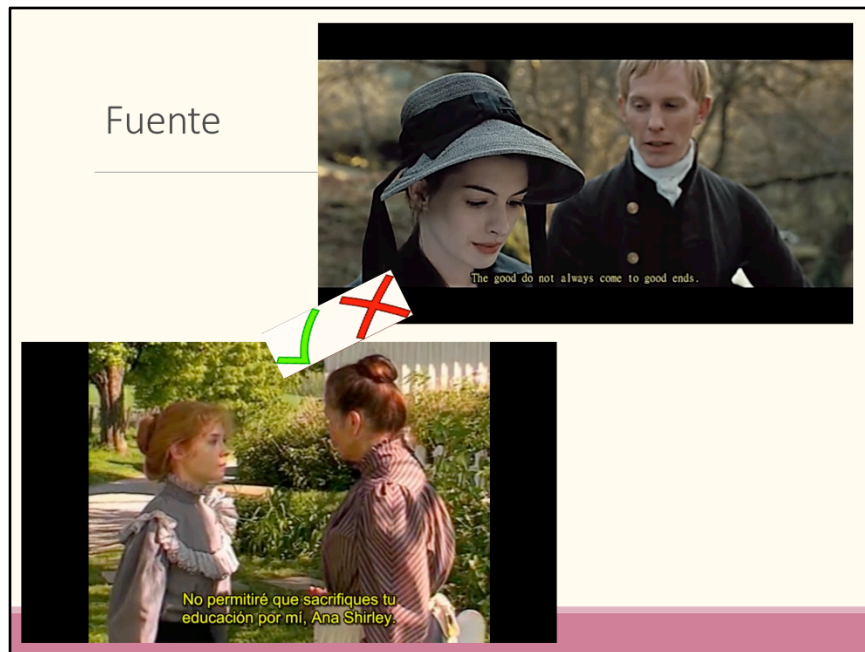 Fuente
The good do not always come to good ends.
No permitiré que sacrifiques tu
educación por mí, Ana Shirley.